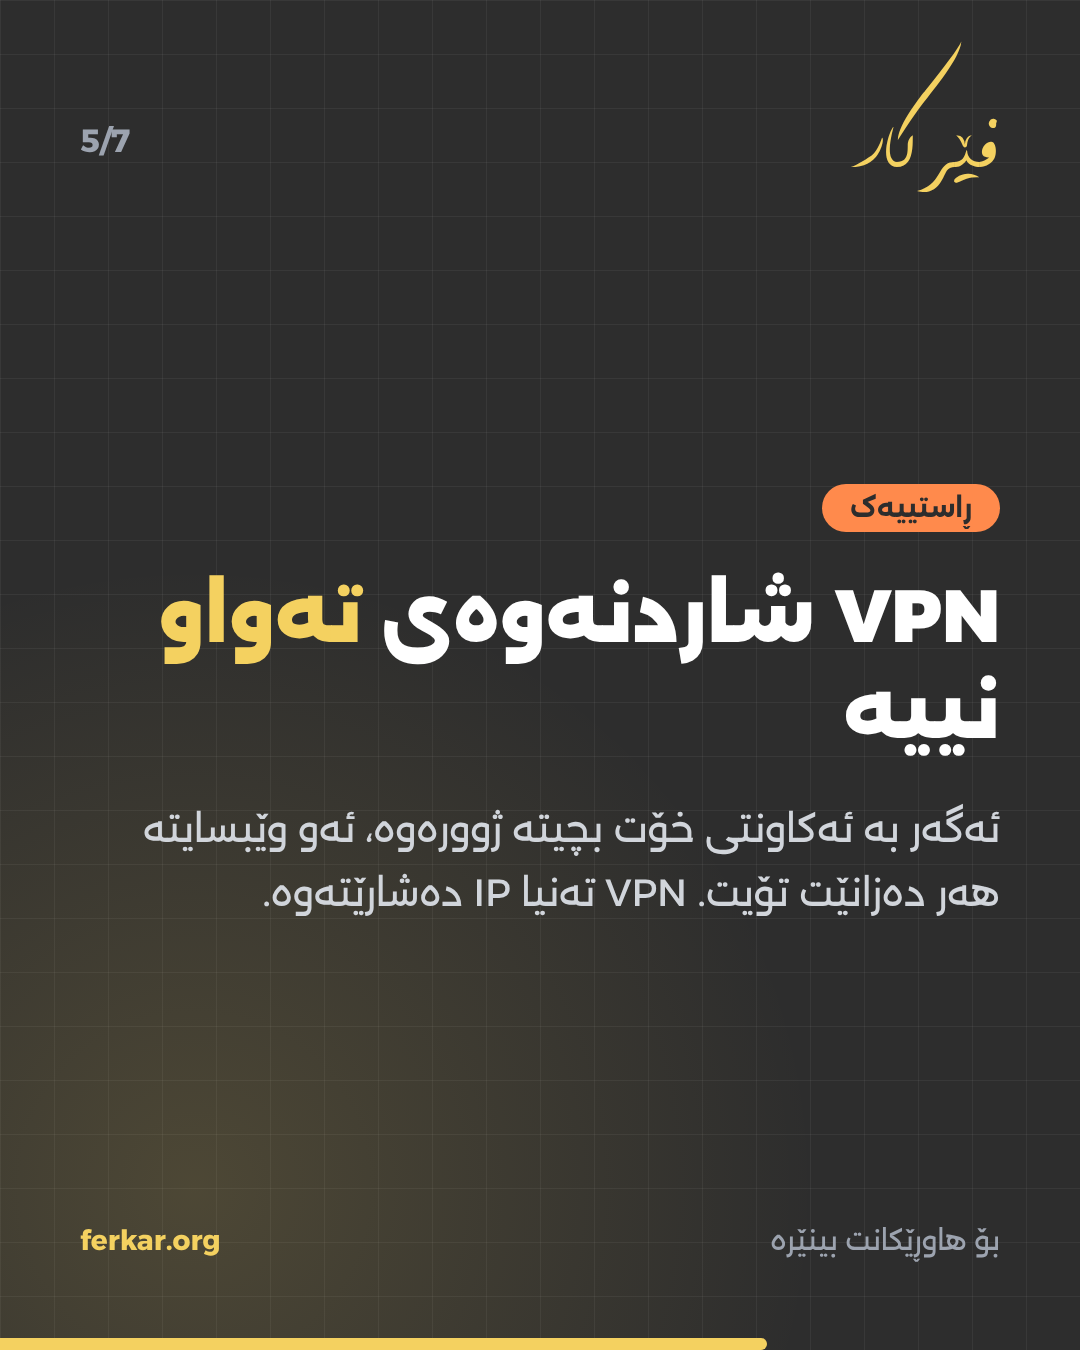 فێرکار
5/7
ڕاستییەک
VPN شاردنەوەی تەواو
نییە
ئەگەر بە ئەکاونتی خۆت بچیتە ژوورەوە، ئەو وێبسایتە
هەر دەزانێت تۆیت. VPN تەنیا IP دەشارێتەوە.
بۆ هاوڕێکانت بینێرە
ferkar.org